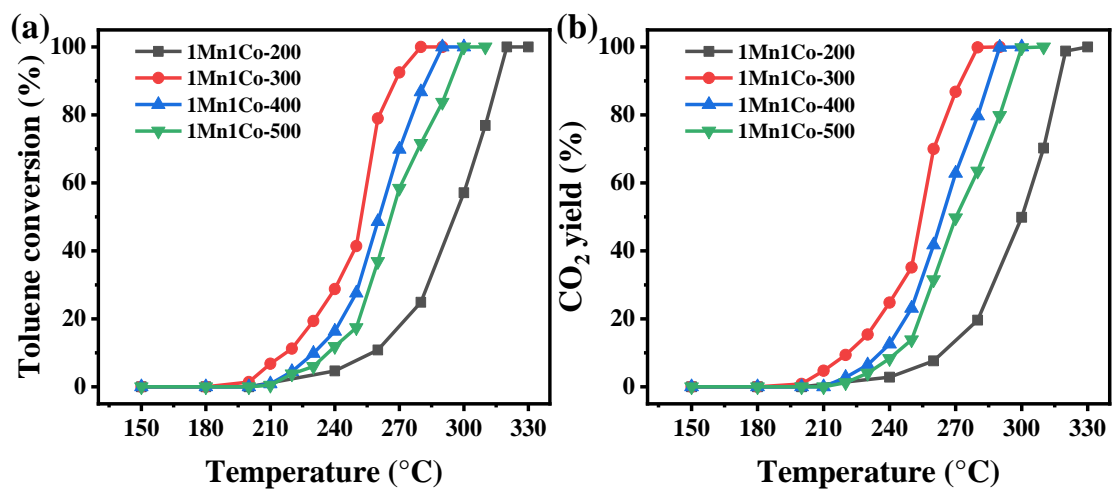 (a)
Toluene conversion (%)
100
80
60
40
20
0
1Mn1Co-200
1Mn1Co-300
1Mn1Co-400
1Mn1Co-500
150 180 210 240 270 300 330
Temperature (°C)
(b)
CO₂ yield (%)
100
80
60
40
20
0
1Mn1Co-200
1Mn1Co-300
1Mn1Co-400
1Mn1Co-500
150 180 210 240 270 300 330
Temperature (°C)